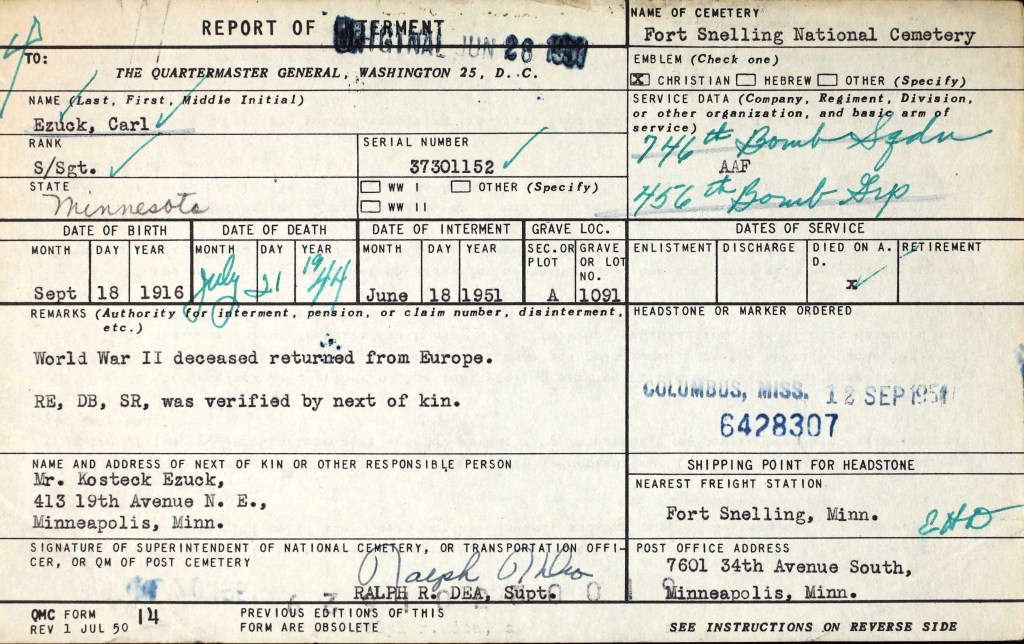 REPORT OF INTERMENT
ORIGINAL JUN 28 1951
NAME OF CEMETERY
Fort Snelling National Cemetery
TO:
THE QUARTERMASTER GENERAL, WASHINGTON 25, D. C.
EMBLEM (Check one)
X CHRISTIAN HEBREW OTHER (Specify)
NAME (Last, First, Middle Initial)
Ezuck, Carl
SERVICE DATA (Company, Regiment, Division,
or other organization, and basic arm of
service)
746th Bomb Sqdn
AAF
456th Bomb Grp
RANK
S/Sgt.
SERIAL NUMBER
37301152
STATE
Minnesota
WW I OTHER (Specify)
WW II
DATE OF BIRTH DATE OF DEATH DATE OF INTERMENT GRAVE LOC.
MONTH DAY YEAR MONTH DAY YEAR MONTH DAY YEAR SEC.OR PLOT GRAVE OR LOT NO.
Sept 18 1916 July 21 1944 June 18 1951 A 1091
DATES OF SERVICE
ENLISTMENT DISCHARGE DIED ON A. D. RETIREMENT
x
REMARKS (Authority for interment, pension, or claim number, disinterment,
etc.)
World War II deceased returned from Europe.
RE, DB, SR, was verified by next of kin.
HEADSTONE OR MARKER ORDERED
COLUMBUS, MISS. 12 SEP 1951
6428307
NAME AND ADDRESS OF NEXT OF KIN OR OTHER RESPONSIBLE PERSON
Mr. Kosteck Ezuck,
413 19th Avenue N. E.,
Minneapolis, Minn.
SHIPPING POINT FOR HEADSTONE
NEAREST FREIGHT STATION
Fort Snelling, Minn.
EHD
SIGNATURE OF SUPERINTENDENT OF NATIONAL CEMETERY, OR TRANSPORTATION OFFI-
CER, OR QM OF POST CEMETERY
Ralph R Dea
RALPH R. DEA, Supt.
POST OFFICE ADDRESS
7601 34th Avenue South,
Minneapolis, Minn.
QMC FORM 14
REV 1 JUL 50
PREVIOUS EDITIONS OF THIS
FORM ARE OBSOLETE
SEE INSTRUCTIONS ON REVERSE SIDE